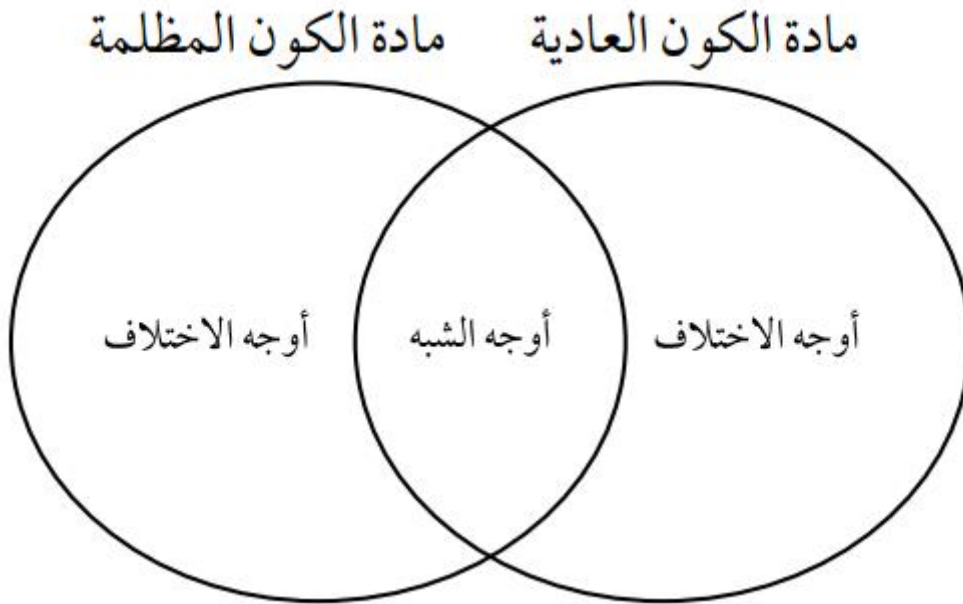 مادة الكون العادية
مادة الكون المظلمة
أوجه الاختلاف
أوجه الشبه
أوجه الاختلاف